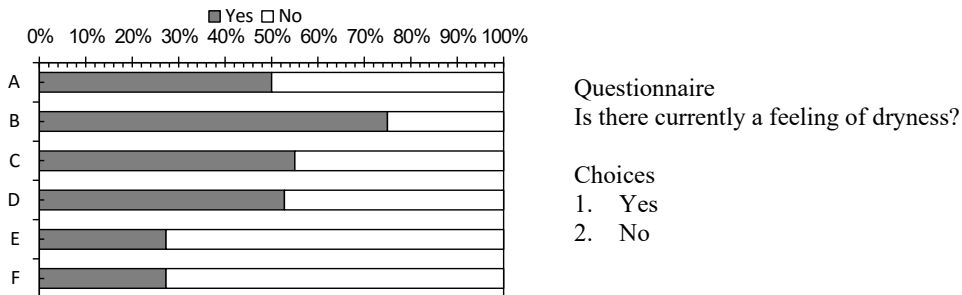 Yes No
0% 10% 20% 30% 40% 50% 60% 70% 80% 90% 100%
A
B
C
D
E
F
Questionnaire
Is there currently a feeling of dryness?
Choices
1. Yes
2. No